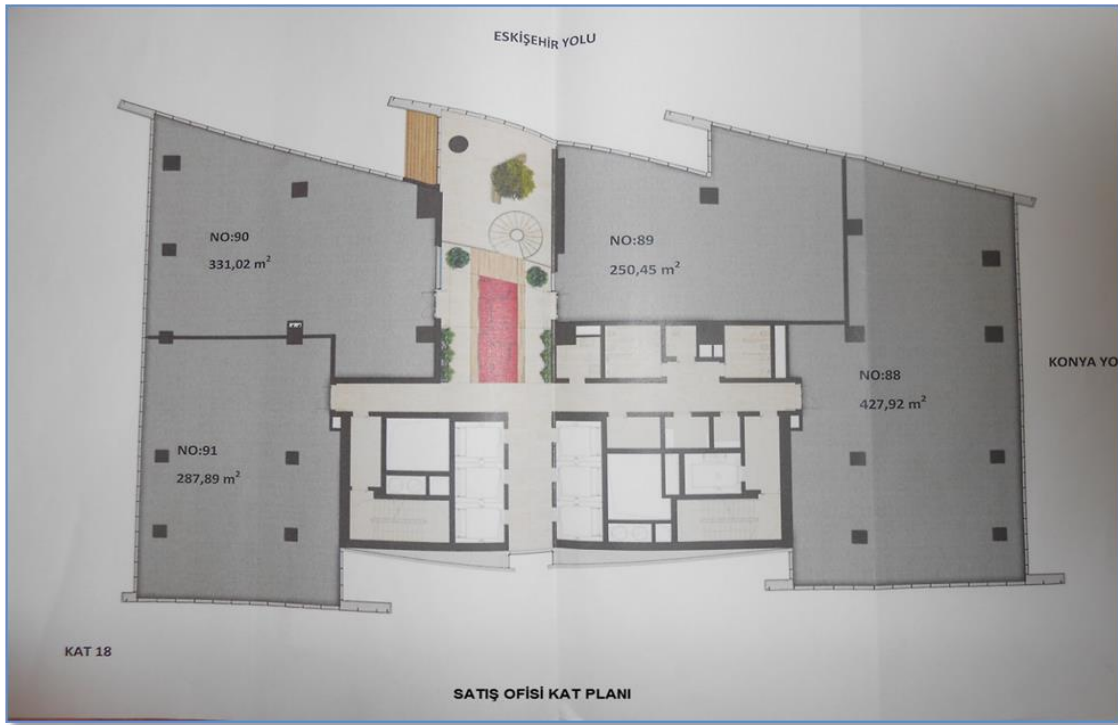 ESKİŞEHİR YOLU
NO:90
331,02 m²
NO:89
250,45 m²
KONYA YO
NO:88
427,92 m²
NO:91
287,89 m²
KAT 18
SATIŞ OFİSİ KAT PLANI